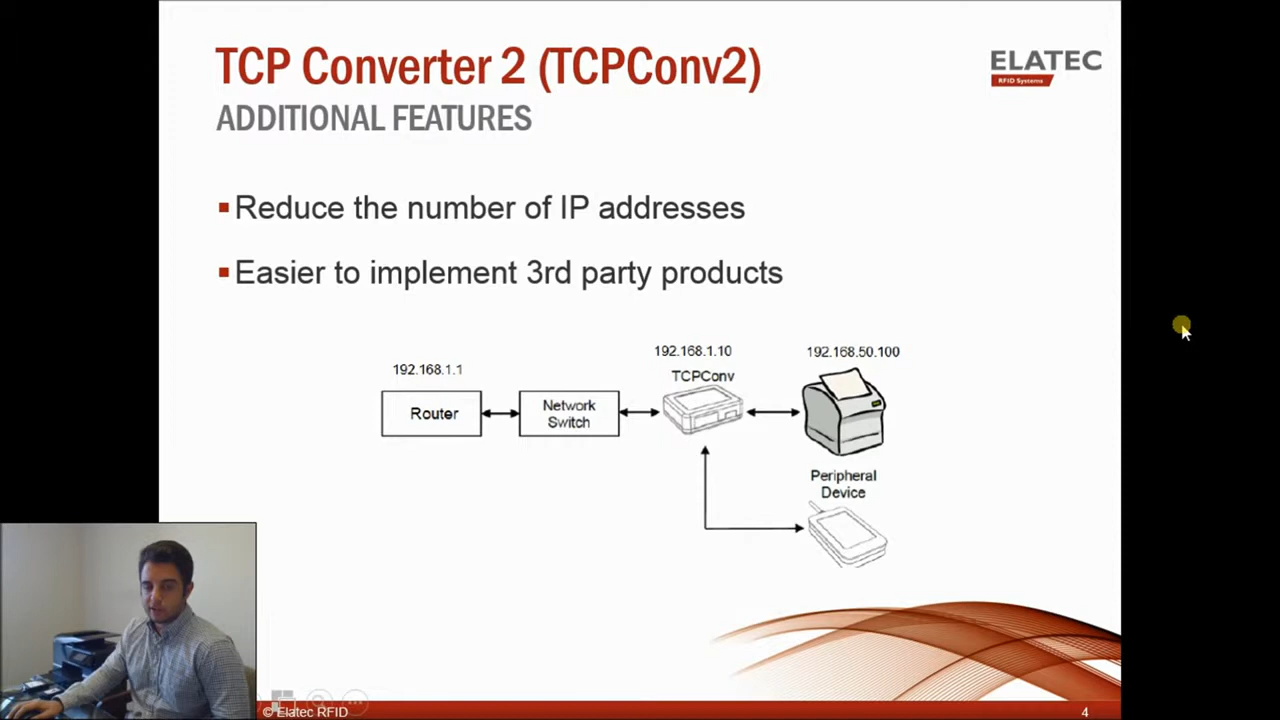 TCP Converter 2 (TCPConv2)
ELATEC
RFID Systems
ADDITIONAL FEATURES
Reduce the number of IP addresses
Easier to implement 3rd party products
192.168.1.1
192.168.1.10
192.168.50.100
TCPConv
Router
Network
Switch
Peripheral
Device
© Elatec RFID
4